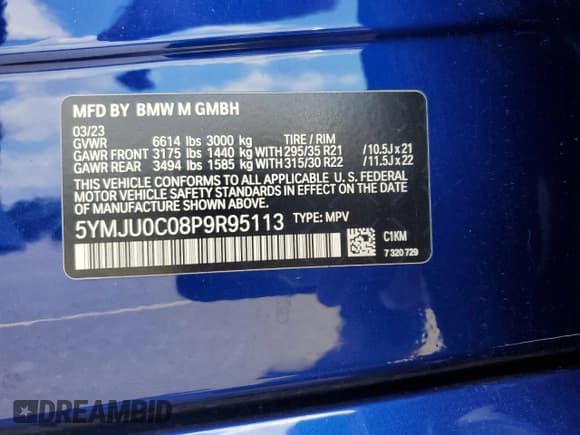 MFD BY BMW M GMBH
03/23
GVWR 6614 lbs 3000 kg TIRE / RIM
GAWR FRONT 3175 lbs 1440 kg WITH 295/35 R21 / 10.5J x 21
GAWR REAR 3494 lbs 1585 kg WITH 315/30 R22 / 11.5J x 22
THIS VEHICLE CONFORMS TO ALL APPLICABLE U.S. FEDERAL
MOTOR VEHICLE SAFETY STANDARDS IN EFFECT ON THE DATE OF
MANUFACTURE SHOWN ABOVE.
5YMJU0C08P9R95113 TYPE: MPV
C1KM
7 320 729
DREAMBID